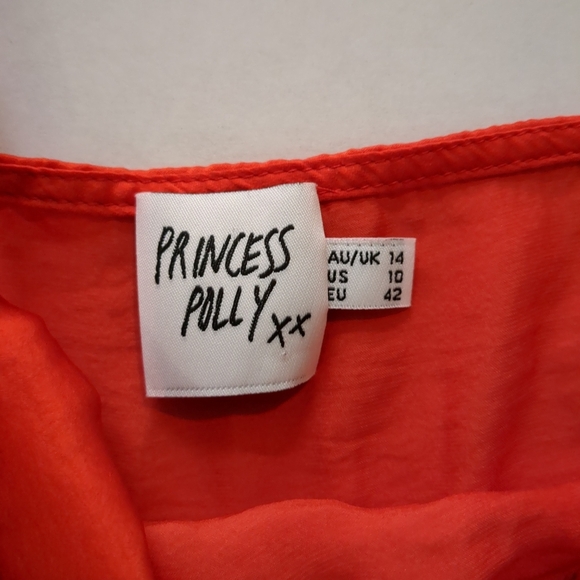 PRINCESS
POLLY xx
AU/UK 14
US 10
EU 42